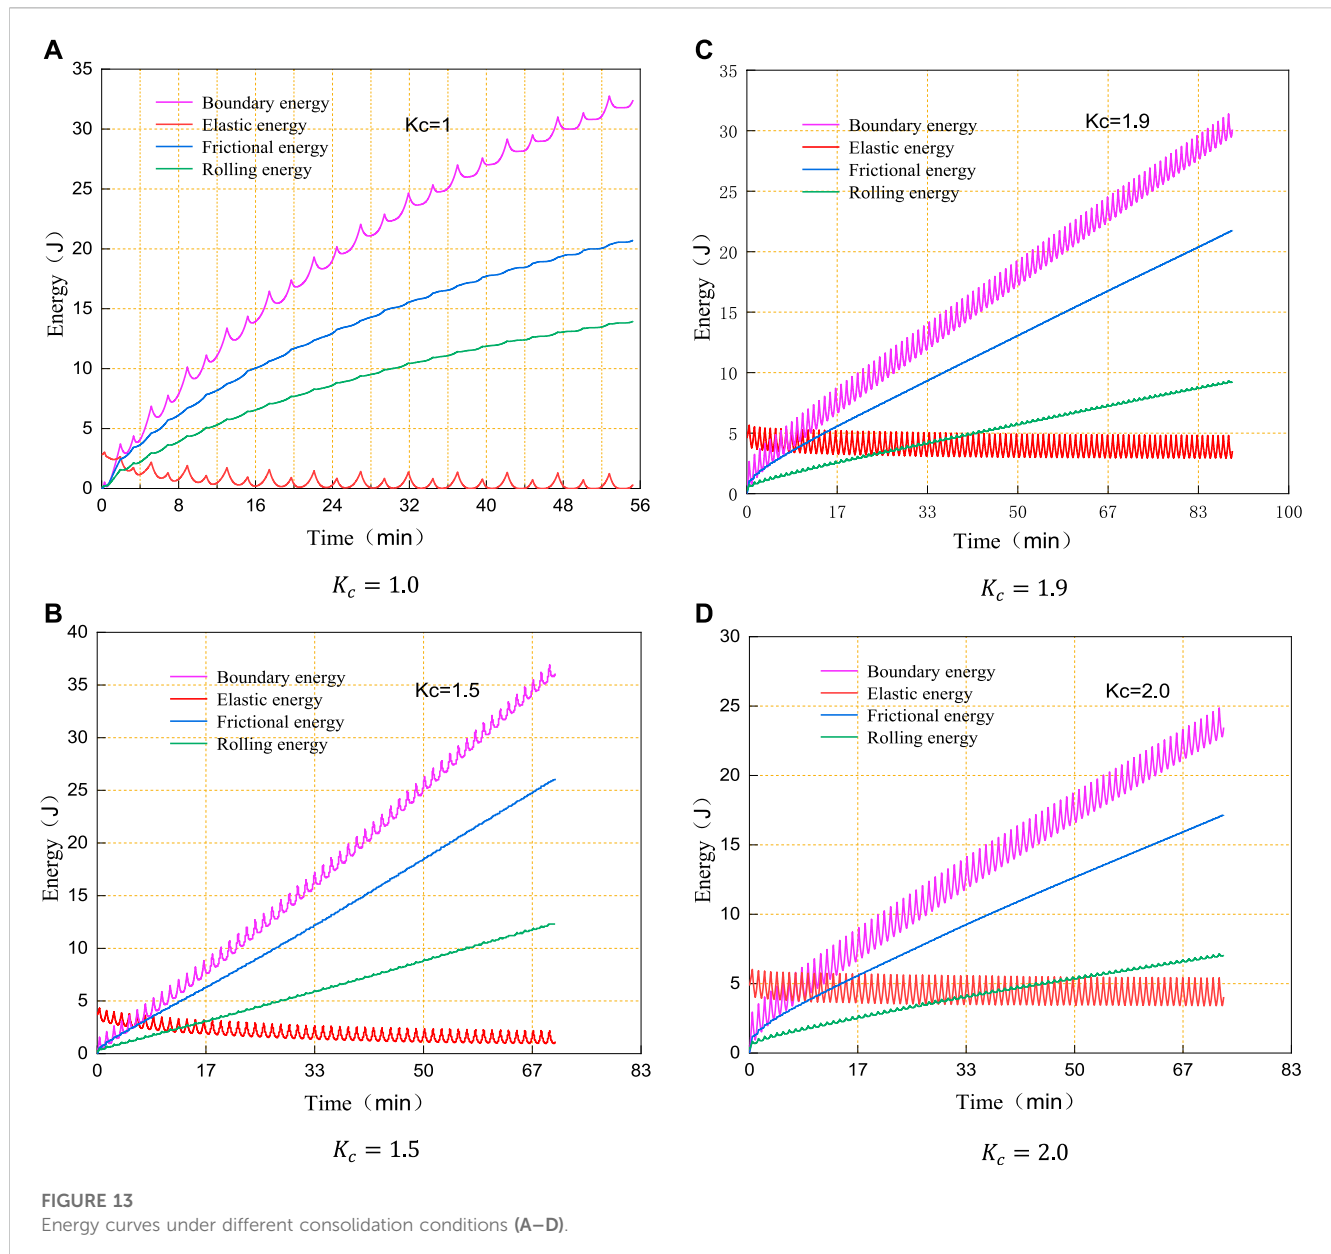 A
35
30
25
20
15
10
5
0
Energy（J）
Boundary energy
Elastic energy
Frictional energy
Rolling energy
Kc=1
0 8 16 24 32 40 48 56
Time（min）
K_c = 1.0
B
40
35
30
25
20
15
10
5
0
Energy（J）
Boundary energy
Elastic energy
Frictional energy
Rolling energy
Kc=1.5
0 17 33 50 67 83
Time（min）
K_c = 1.5
C
35
30
25
20
15
10
5
0
Energy（J）
Boundary energy
Elastic energy
Frictional energy
Rolling energy
Kc=1.9
0 17 33 50 67 83 100
Time（min）
K_c = 1.9
D
30
25
20
15
10
5
0
Energy（J）
Boundary energy
Elastic energy
Frictional energy
Rolling energy
Kc=2.0
0 17 33 50 67 83
Time（min）
K_c = 2.0
FIGURE 13
Energy curves under different consolidation conditions (A–D).